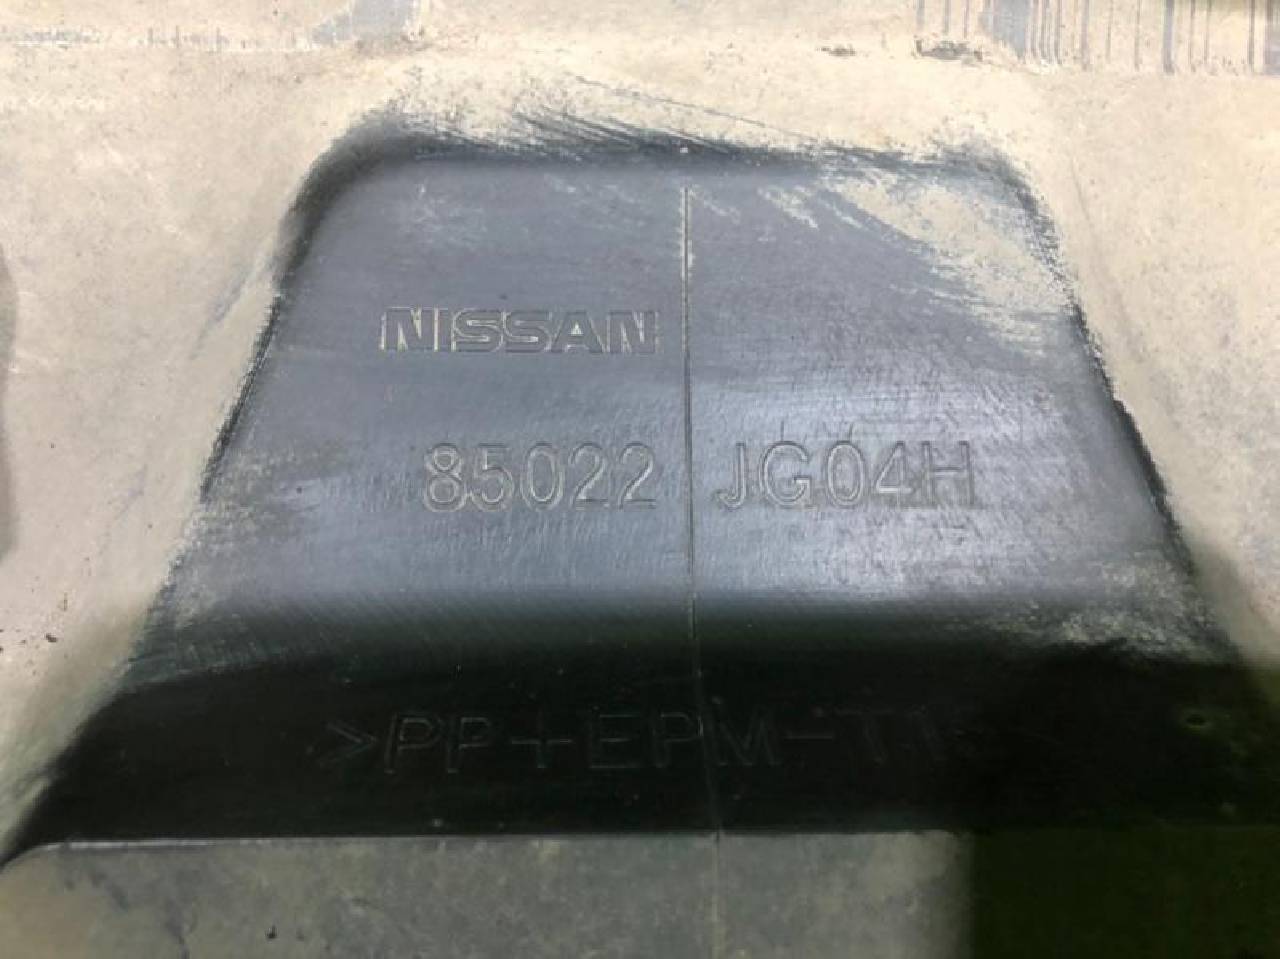 NISSAN
85022 JG04H
>PP+EPM-T